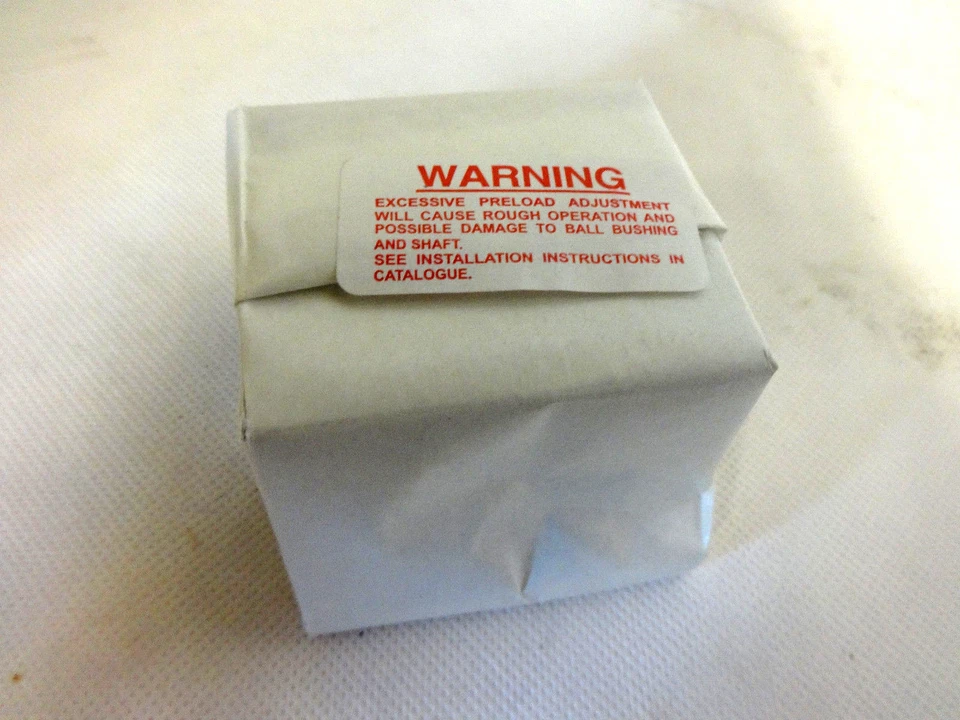 WARNING
EXCESSIVE PRELOAD ADJUSTMENT
WILL CAUSE ROUGH OPERATION AND
POSSIBLE DAMAGE TO BALL BUSHING
AND SHAFT.
SEE INSTALLATION INSTRUCTIONS IN
CATALOGUE.